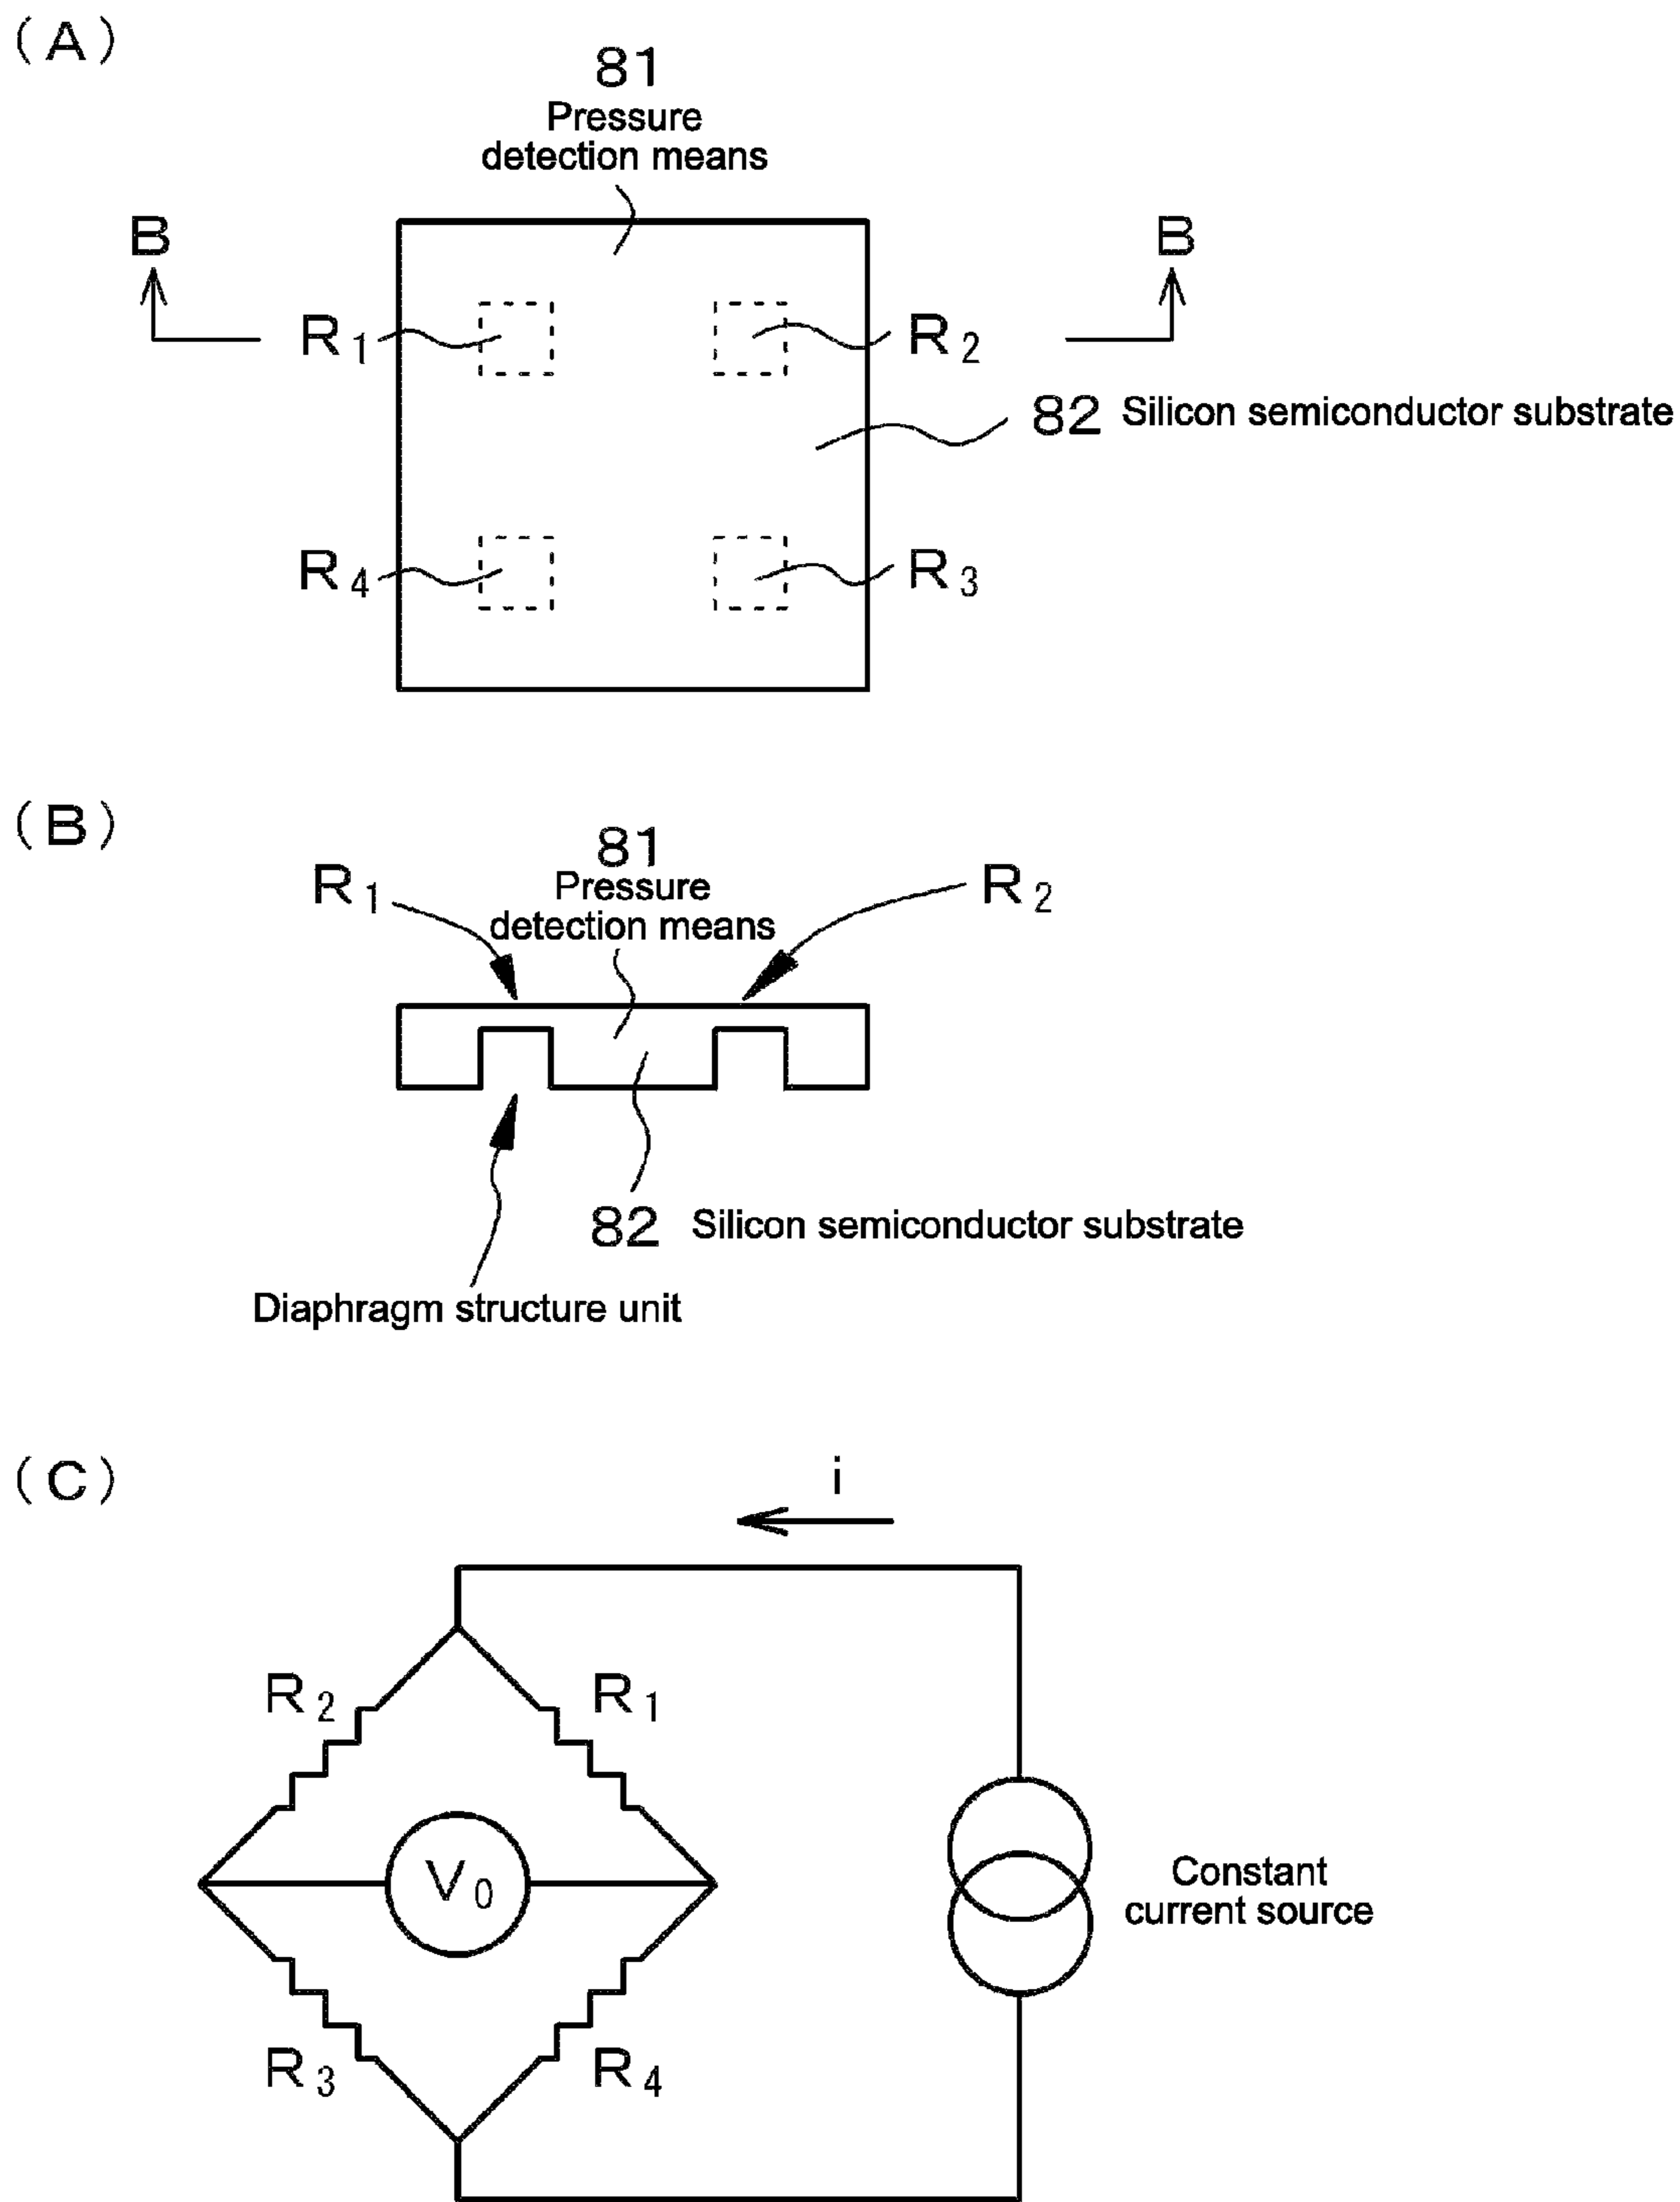 (A)
81
Pressure
detection means
B B
R1 R2
82 Silicon semiconductor substrate
R4 R3
(B)
81
R1 Pressure R2
detection means
82 Silicon semiconductor substrate
Diaphragm structure unit
(C)
i
R2 R1
V0
Constant
current source
R3 R4